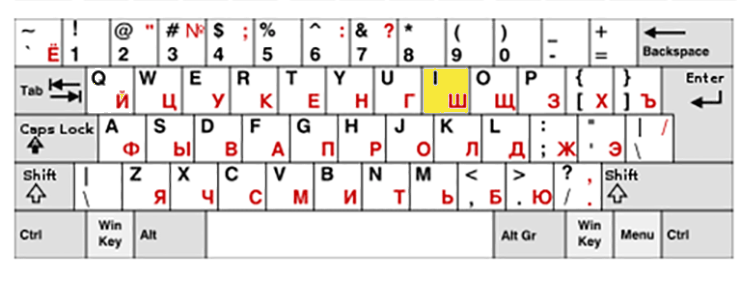 ~ ! @ " # № $ ; % ^ : & ? * ( ) _ +
` Ё 1 2 3 4 5 6 7 8 9 0 - = Backspace
Tab Q W E R T Y U I O P { } Enter
Й Ц У К Е Н Г Ш Щ З [ Х ] Ъ
Caps Lock A S D F G H J K L : " | /
Ф Ы В А П Р О Л Д ; Ж ' Э \
Shift | Z X C V B N M < > ? , Shift
\ Я Ч С М И Т Ь , Б . Ю / .
Ctrl Win Key Alt Alt Gr Win Key Menu Ctrl